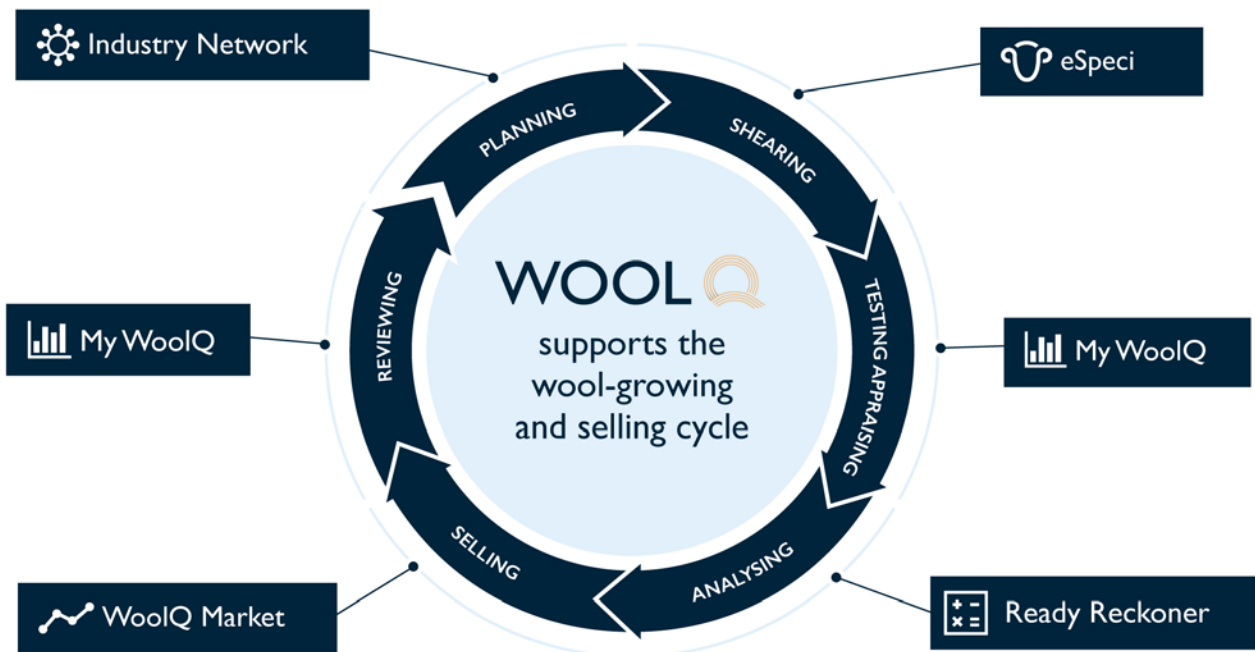 Industry Network
eSpeci
PLANNING
SHEARING
WOOL Q
supports the
wool-growing
and selling cycle
REVIEWING
TESTING APPRAISING
My WoolQ
My WoolQ
SELLING
ANALYSING
WoolQ Market
Ready Reckoner